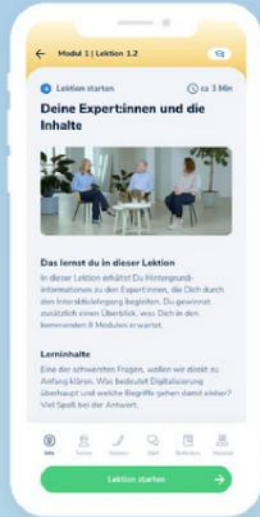 Modul 1 | Lektion 1.2
Lektion starten
ca 3 Min
Deine Expert:innen und die
Inhalte
Das lernst du in dieser Lektion
In dieser Lektion erhältst Du Hintergrund-
informationen zu den Expert:innen, die Dich durch
den Interaktivlehrgang begleiten. Du gewinnst
zusätzlich einen Überblick, was Dich in den
kommenden 8 Modulen erwartet.
Lerninhalte
Eine der schwersten Fragen, wollen wir direkt zu
Anfang klären. Was bedeutet Digitalisierung
überhaupt und welche Begriffe gehen damit einher?
Viel Spaß bei der Antwort.
Info
Lektion starten